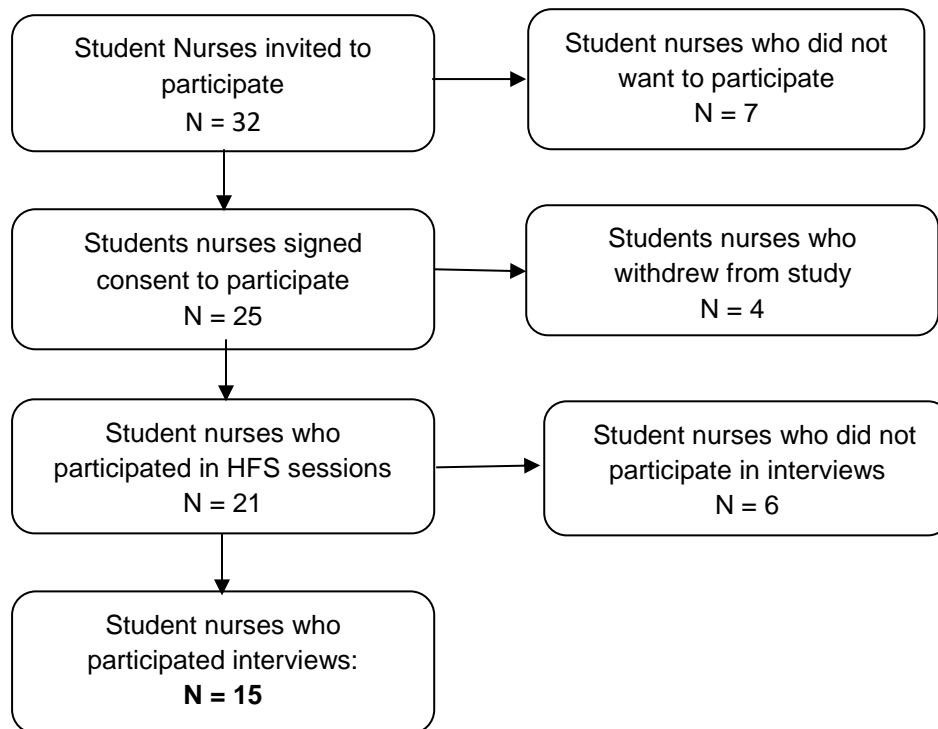 Student Nurses invited to
participate
N = 32
Student nurses who did not
want to participate
N = 7
Students nurses signed
consent to participate
N = 25
Students nurses who
withdrew from study
N = 4
Student nurses who
participated in HFS sessions
N = 21
Student nurses who did not
participate in interviews
N = 6
Student nurses who
participated interviews:
N = 15